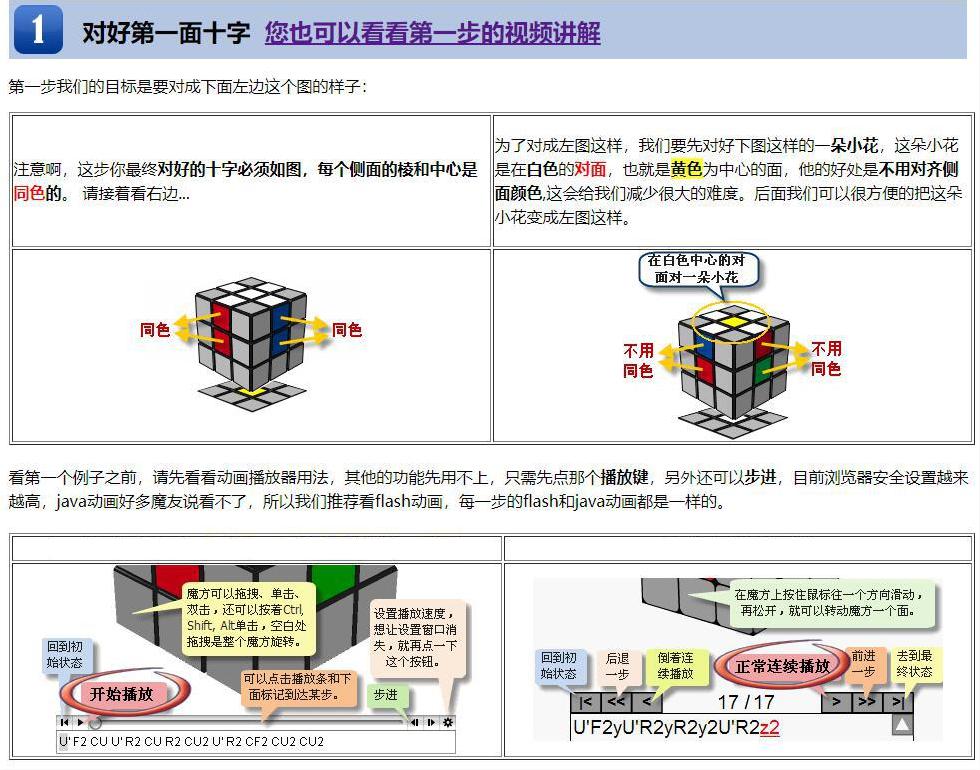 1 对好第一面十字 您也可以看看第一步的视频讲解
第一步我们的目标是要对成下面左边这个图的样子：
注意啊，这步你最终对好的十字必须如图，每个侧面的棱和中心是
同色的。 请接着看右边...
为了对成左图这样，我们要先对好下图这样的一朵小花，这朵小花
是在白色的对面，也就是黄色为中心的面，他的好处是不用对齐侧
面颜色,这会给我们减少很大的难度。后面我们可以很方便的把这朵
小花变成左图这样。
同色
同色
在白色中心的对
面对一朵小花
不用
同色
不用
同色
看第一个例子之前，请先看看动画播放器用法，其他的功能先用不上，只需先点那个播放键，另外还可以步进，目前浏览器安全设置越来
越高，java动画好多魔友说看不了，所以我们推荐看flash动画，每一步的flash和java动画都是一样的。
魔方可以拖拽、单击、
双击，还可以按着Ctrl,
Shift, Alt单击，空白处
拖拽是整个魔方旋转。
设置播放速度，
想让设置窗口消
失，就再点一下
这个按钮。
回到初
始状态
开始播放
可以点击播放条和下
面标记到达某步。
步进
U' F2 CU U' R2 CU R2 CU2 U' R2 CF2 CU2 CU2
在魔方上按住鼠标往一个方向滑动，
再松开，就可以转动魔方一个面。
回到初
始状态
后退
一步
倒着连
续播放
正常连续播放
前进
一步
去到最
终状态
|< << < 17 / 17 > >> >|
U'F2yU'R2yR2y2U'R2z2